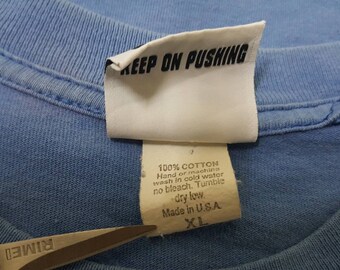 KEEP ON PUSHING
100% COTTON
Hand or machine
wash in cold water
no bleach. Tumble
dry low.
Made in U.S.A.
XL
RIMEI